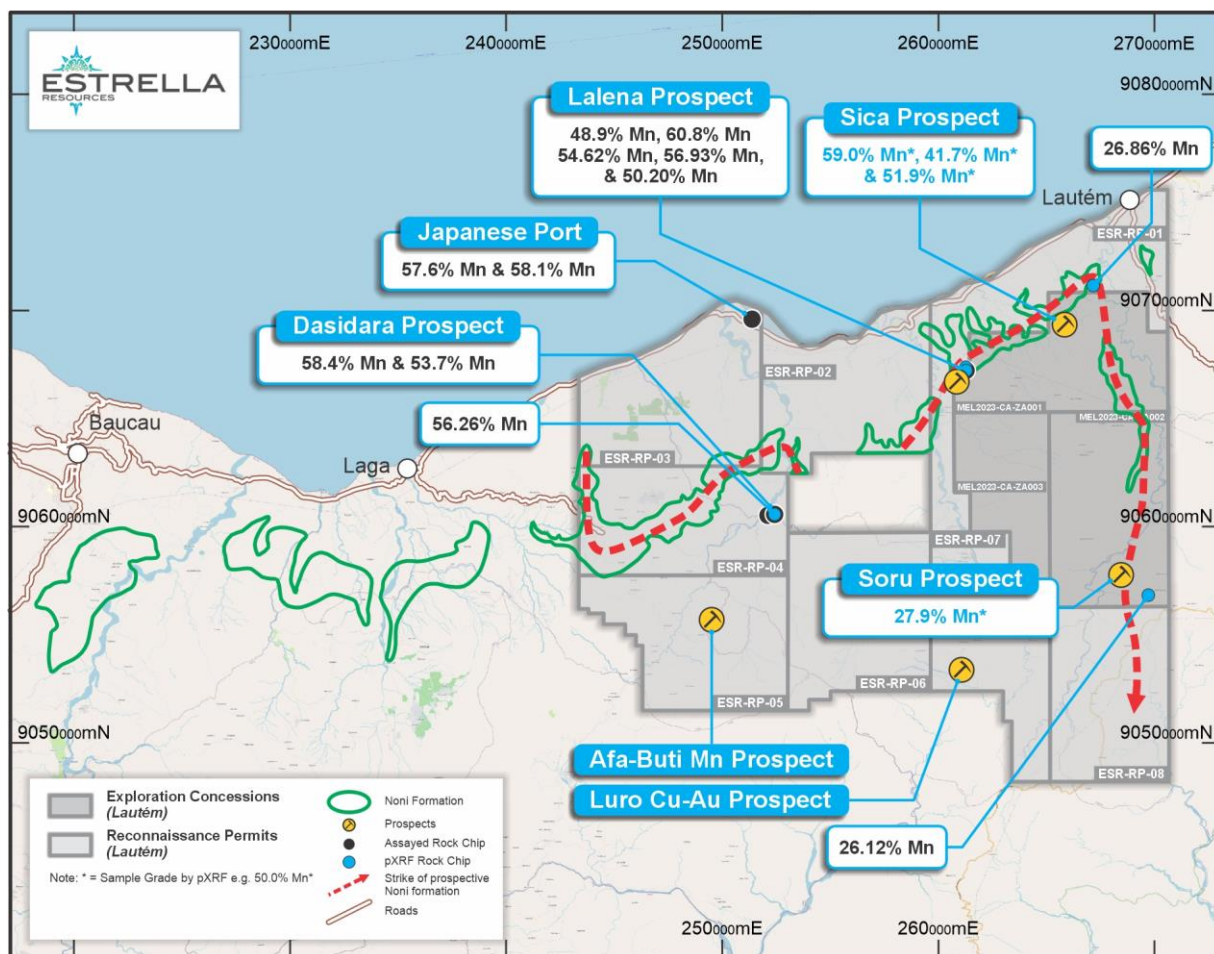 230000mE
240000mE
250000mE
260000mE
270000mE
ESTRELLA
RESOURCES
9080000mN
Lalena Prospect
48.9% Mn, 60.8% Mn
54.62% Mn, 56.93% Mn,
& 50.20% Mn
Sica Prospect
59.0% Mn*, 41.7% Mn*
& 51.9% Mn*
26.86% Mn
Lautém
ESR-RP-01
Japanese Port
57.6% Mn & 58.1% Mn
9070000mN
Dasidara Prospect
58.4% Mn & 53.7% Mn
ESR-RP-02
56.26% Mn
MEL2023-CA-ZA001
Baucau
Laga
ESR-RP-03
MEL2023-CA-ZA003
9060000mN
9060000mN
ESR-RP-07
ESR-RP-04
Soru Prospect
27.9% Mn*
ESR-RP-06
ESR-RP-05
9050000mN
9050000mN
Afa-Buti Mn Prospect
Luro Cu-Au Prospect
ESR-RP-08
26.12% Mn
Exploration Concessions
(Lautém)
Reconnaissance Permits
(Lautém)
Note: * = Sample Grade by pXRF e.g. 50.0% Mn*
Noni Formation
Prospects
Assayed Rock Chip
pXRF Rock Chip
Strike of prospective
Noni formation
Roads
250000mE
260000mE